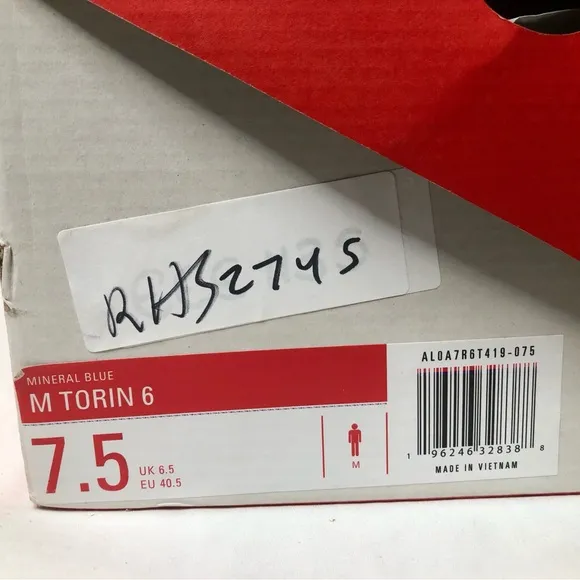 RHS2745
MINERAL BLUE
M TORIN 6
7.5
UK 6.5
EU 40.5
M
AL0A7R6T419-075
1 96246 32838 8
MADE IN VIETNAM